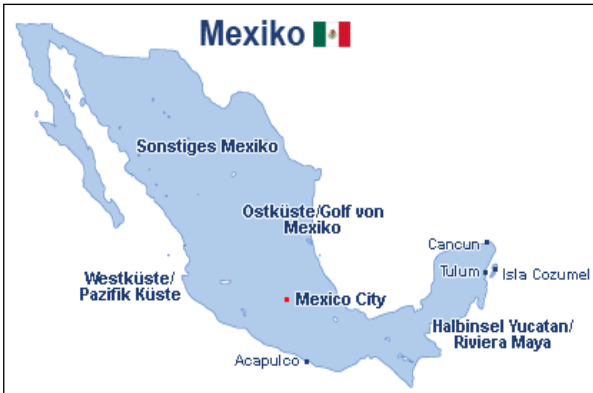 Mexiko
Sonstiges Mexiko
Ostküste/Golf von
Mexiko
Cancun
Tulum
Isla Cozumel
Westküste/
Pazifik Küste
Mexico City
Halbinsel Yucatan/
Riviera Maya
Acapulco